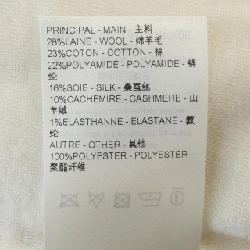 PRINCIPAL - MAIN - 主料
28%LAINE - WOOL - 绵羊毛
23%COTON - COTTON - 棉
22%POLYAMIDE - POLYAMIDE - 锦
纶
16%SOIE - SILK - 桑蚕丝
10%CACHEMIRE - CASHMERE - 山
羊绒
1%ELASTHANNE - ELASTANE - 氨
纶
AUTRE - OTHER - 其他
100%POLYESTER - POLYESTER
聚酯纤维